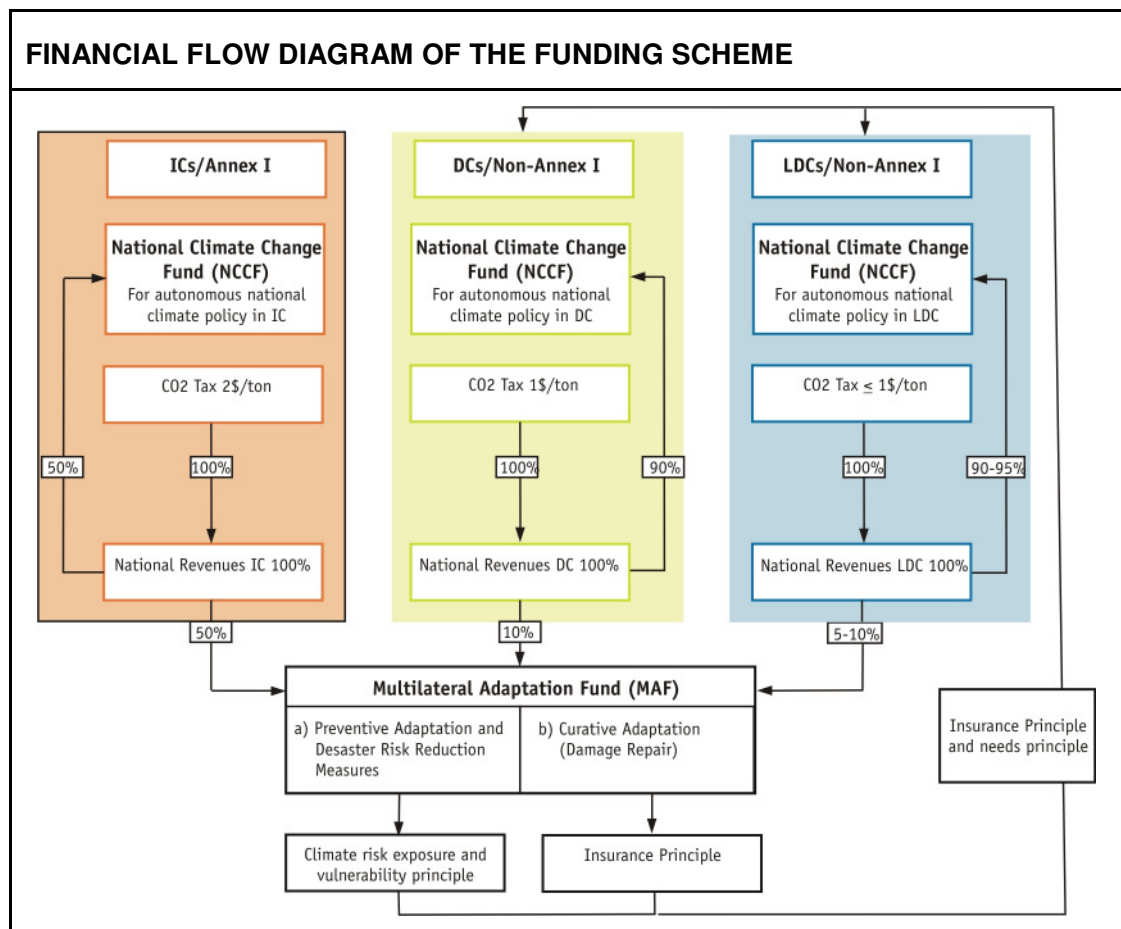 FINANCIAL FLOW DIAGRAM OF THE FUNDING SCHEME
ICs/Annex I
National Climate Change
Fund (NCCF)
For autonomous national
climate policy in IC
CO2 Tax 2$/ton
50%
100%
National Revenues IC 100%
50%
DCs/Non-Annex I
National Climate Change
Fund (NCCF)
For autonomous national
climate policy in DC
CO2 Tax 1$/ton
100%
90%
National Revenues DC 100%
10%
LDCs/Non-Annex I
National Climate Change
Fund (NCCF)
For autonomous national
climate policy in LDC
CO2 Tax ≤ 1$/ton
100%
90-95%
National Revenues LDC 100%
5-10%
Multilateral Adaptation Fund (MAF)
a) Preventive Adaptation and
Desaster Risk Reduction
Measures
b) Curative Adaptation
(Damage Repair)
Climate risk exposure and
vulnerability principle
Insurance Principle
Insurance Principle
and needs principle